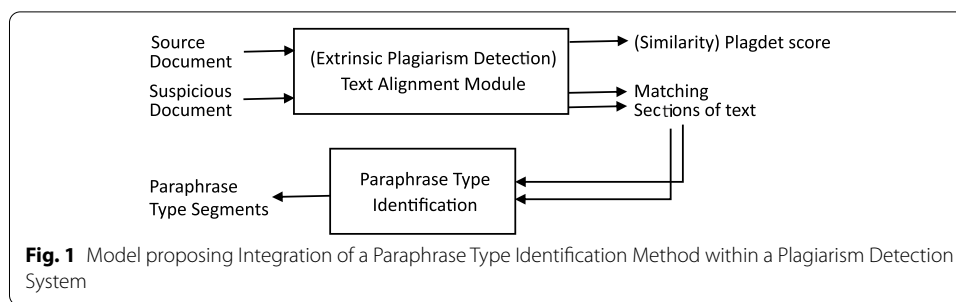 Source
Document
Suspicious
Document
(Extrinsic Plagiarism Detection)
Text Alignment Module
(Similarity) Plagdet score
Matching
Sections of text
Paraphrase Type
Identification
Paraphrase
Type Segments
Fig. 1 Model proposing Integration of a Paraphrase Type Identification Method within a Plagiarism Detection
System